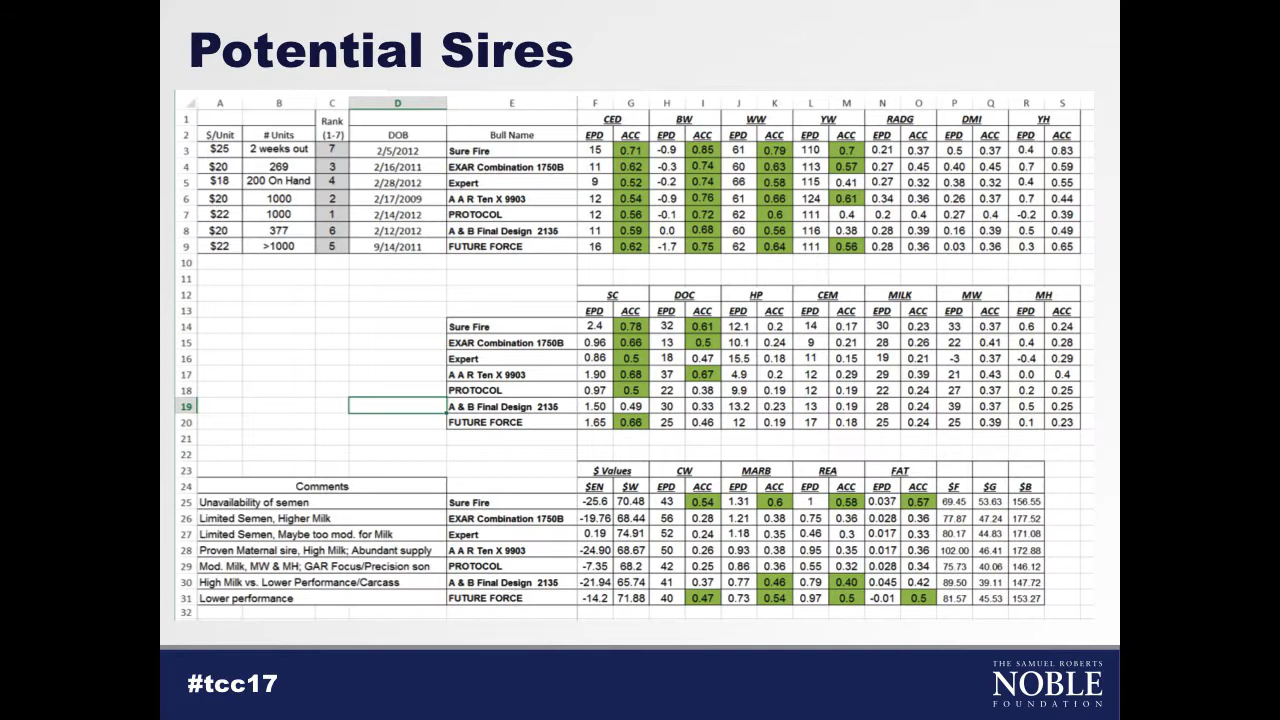 Potential Sires
A B C D E F G H I J K L M N O P Q R S
1 Rank CED BW WW YW RADG DMI YH
2 $/Unit # Units (1-7) DOB Bull Name EPD ACC EPD ACC EPD ACC EPD ACC EPD ACC EPD ACC EPD ACC
3 $25 2 weeks out 7 2/5/2012 Sure Fire 15 0.71 -0.9 0.85 61 0.79 110 0.7 0.21 0.37 0.5 0.37 0.4 0.83
4 $20 269 3 2/16/2011 EXAR Combination 1750B 11 0.62 -0.3 0.74 60 0.63 113 0.57 0.27 0.45 0.40 0.45 0.7 0.59
5 $18 200 On Hand 4 2/28/2012 Expert 9 0.52 -0.2 0.74 66 0.58 115 0.41 0.27 0.32 0.38 0.32 0.4 0.55
6 $20 1000 2 2/17/2009 A A R Ten X 9903 12 0.54 -0.9 0.76 61 0.66 124 0.61 0.34 0.36 0.26 0.37 0.7 0.44
7 $22 1000 1 2/14/2012 PROTOCOL 12 0.56 -0.1 0.72 62 0.6 111 0.4 0.2 0.4 0.27 0.4 -0.2 0.39
8 $20 377 6 2/12/2012 A & B Final Design 2135 11 0.59 0.0 0.68 60 0.56 116 0.38 0.28 0.39 0.16 0.39 0.5 0.49
9 $22 >1000 5 9/14/2011 FUTURE FORCE 16 0.62 -1.7 0.75 62 0.64 111 0.56 0.28 0.36 0.03 0.36 0.3 0.65
10
11
12 SC DOC HP CEM MILK MW MH
13 EPD ACC EPD ACC EPD ACC EPD ACC EPD ACC EPD ACC EPD ACC
14 Sure Fire 2.4 0.78 32 0.61 12.1 0.2 14 0.17 30 0.23 33 0.37 0.6 0.24
15 EXAR Combination 1750B 0.96 0.66 13 0.5 10.1 0.24 9 0.21 28 0.26 22 0.41 0.4 0.28
16 Expert 0.86 0.5 18 0.47 15.5 0.18 11 0.15 19 0.21 -3 0.37 -0.4 0.29
17 A A R Ten X 9903 1.90 0.68 37 0.67 4.9 0.2 12 0.29 29 0.39 21 0.43 0.0 0.4
18 PROTOCOL 0.97 0.5 22 0.38 9.9 0.19 12 0.19 22 0.24 27 0.37 0.2 0.25
19 A & B Final Design 2135 1.50 0.49 30 0.33 13.2 0.23 13 0.19 28 0.24 39 0.37 0.5 0.25
20 FUTURE FORCE 1.65 0.66 25 0.46 12 0.19 17 0.18 25 0.24 25 0.39 0.1 0.23
21
22
23 $ Values CW MARB REA FAT
24 Comments $EN $W EPD ACC EPD ACC EPD ACC EPD ACC $F $G $B
25 Unavailability of semen Sure Fire -25.6 70.48 43 0.54 1.31 0.6 1 0.58 0.037 0.57 69.45 53.63 156.55
26 Limited Semen, Higher Milk EXAR Combination 1750B -19.76 68.44 56 0.28 1.21 0.38 0.75 0.36 0.028 0.36 77.87 47.24 177.52
27 Limited Semen, Maybe too mod. for Milk Expert 0.19 74.91 52 0.24 1.18 0.35 0.46 0.3 0.017 0.33 80.17 44.83 171.08
28 Proven Maternal sire, High Milk; Abundant supply A A R Ten X 9903 -24.90 68.67 50 0.26 0.93 0.38 0.95 0.35 0.017 0.36 102.00 46.41 172.88
29 Mod. Milk, MW & MH; GAR Focus/Precision son PROTOCOL -7.35 68.2 42 0.25 0.86 0.36 0.55 0.32 0.028 0.34 75.73 40.06 146.12
30 High Milk vs. Lower Performance/Carcass A & B Final Design 2135 -21.94 65.74 41 0.37 0.77 0.46 0.79 0.40 0.045 0.42 89.50 39.11 147.72
31 Lower performance FUTURE FORCE -14.2 71.88 40 0.47 0.73 0.54 0.97 0.5 -0.01 0.5 81.57 45.53 153.27
32
#tcc17
THE SAMUEL ROBERTS
NOBLE
FOUNDATION